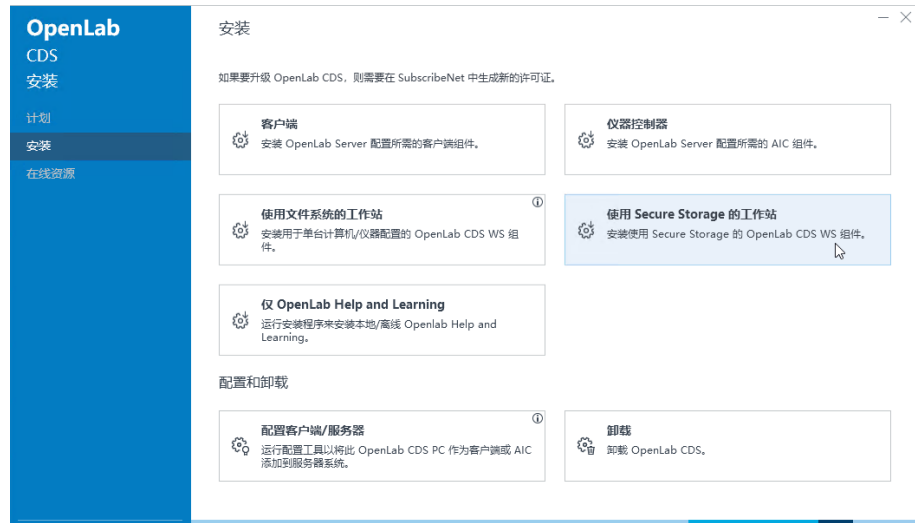 OpenLab
CDS
安装
计划
安装
在线资源
安装
如果要升级 OpenLab CDS，则需要在 SubscribeNet 中生成新的许可证。
客户端
安装 OpenLab Server 配置所需的客户端组件。
仪器控制器
安装 OpenLab Server 配置所需的 AIC 组件。
使用文件系统的工作站
安装用于单台计算机/仪器配置的 OpenLab CDS WS 组
件。
使用 Secure Storage 的工作站
安装使用 Secure Storage 的 OpenLab CDS WS 组件。
仅 OpenLab Help and Learning
运行安装程序来安装本地/离线 Openlab Help and
Learning。
配置和卸载
配置客户端/服务器
运行配置工具以将此 OpenLab CDS PC 作为客户端或 AIC
添加到服务器系统。
卸载
卸载 OpenLab CDS。